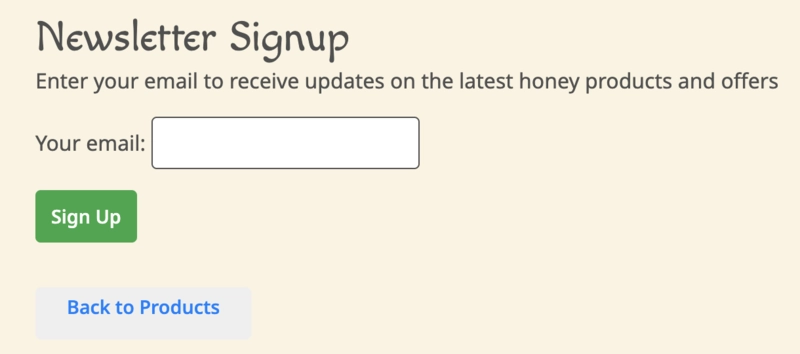 Newsletter Signup
Enter your email to receive updates on the latest honey products and offers
Your email:
Sign Up
Back to Products